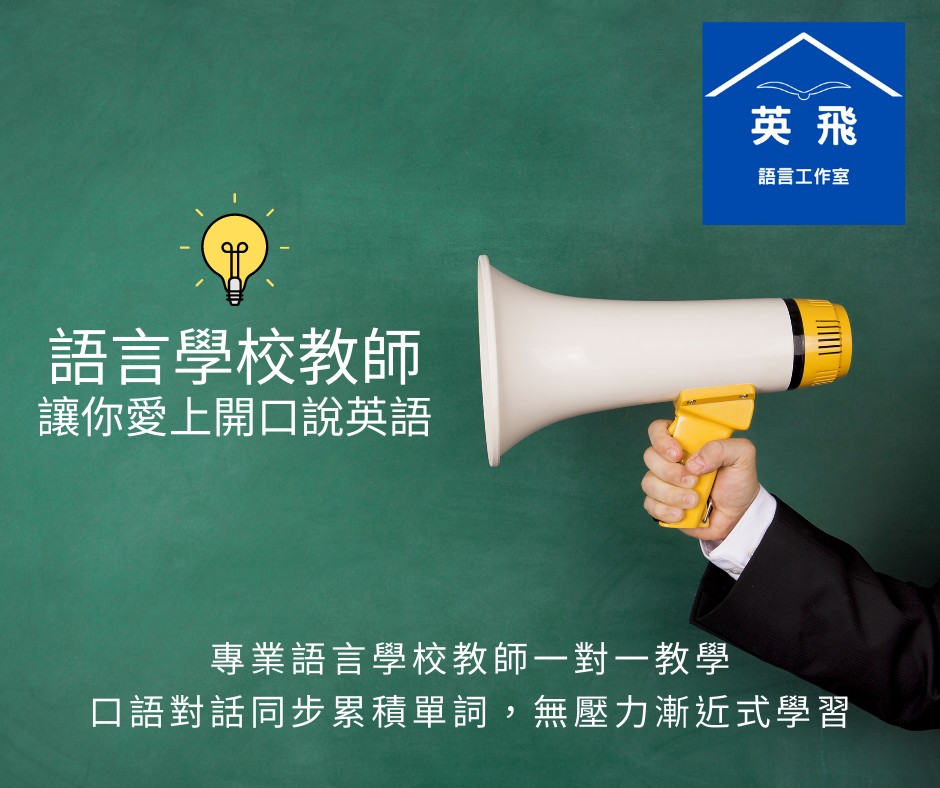 英飛
語言工作室
語言學校教師
讓你愛上開口說英語
專業語言學校教師一對一教學
口語對話同步累積單詞，無壓力漸近式學習